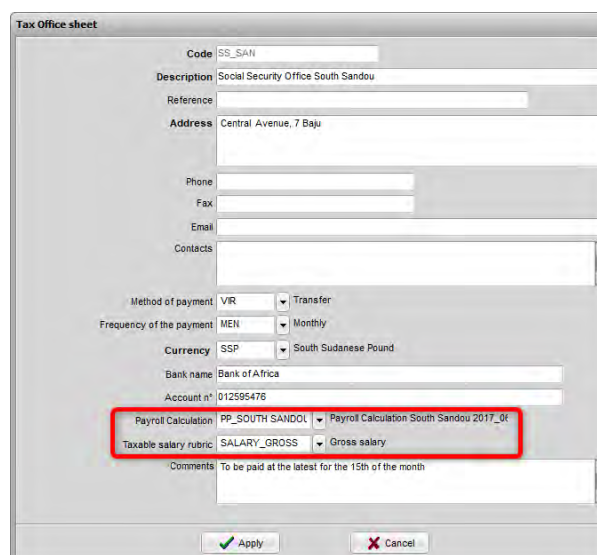 Tax Office sheet
Code SS_SAN
Description Social Security Office South Sandou
Reference
Address Central Avenue, 7 Baju
Phone
Fax
Email
Contacts
Method of payment VIR Transfer
Frequency of the payment MEN Monthly
Currency SSP South Sudanese Pound
Bank name Bank of Africa
Account n° 012595476
Payroll Calculation PP_SOUTH SANDOU Payroll Calculation South Sandou 2017_06
Taxable salary rubric SALARY_GROSS Gross salary
Comments To be paid at the latest for the 15th of the month
Apply Cancel